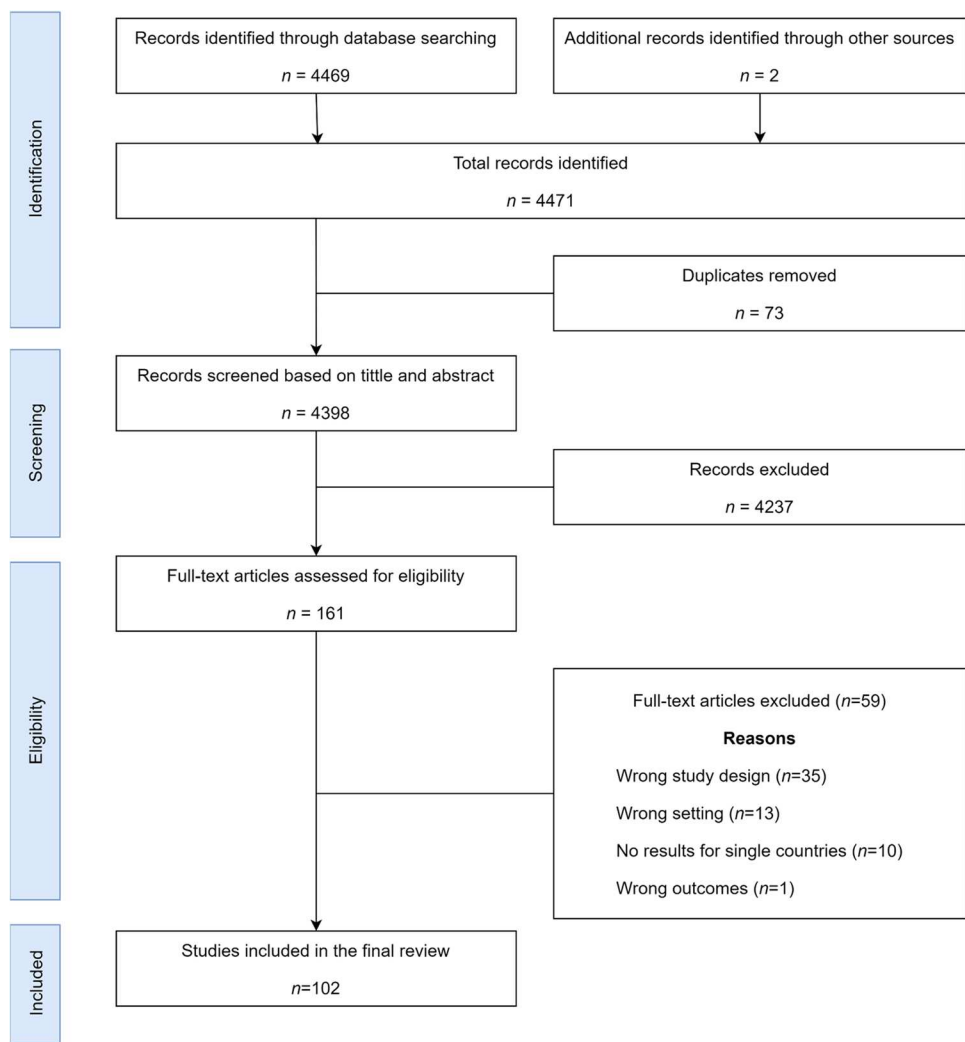 Identification
Records identified through database searching
n = 4469
Additional records identified through other sources
n = 2
Total records identified
n = 4471
Duplicates removed
n = 73
Screening
Records screened based on tittle and abstract
n = 4398
Records excluded
n = 4237
Eligibility
Full-text articles assessed for eligibility
n = 161
Full-text articles excluded (n=59)
Reasons
Wrong study design (n=35)
Wrong setting (n=13)
No results for single countries (n=10)
Wrong outcomes (n=1)
Included
Studies included in the final review
n=102